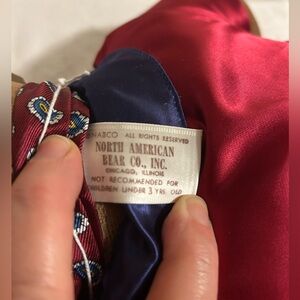 NABCO ALL RIGHTS RESERVED
NORTH AMERICAN
BEAR CO., INC.
CHICAGO, ILLINOIS
NOT RECOMMENDED FOR
CHILDREN UNDER 3 YRS. OLD